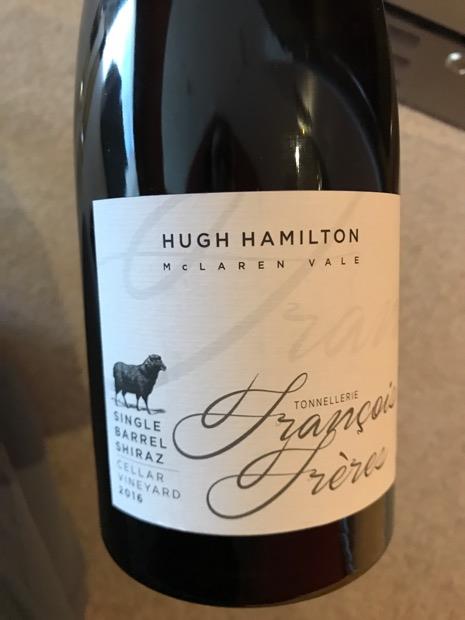 HUGH HAMILTON
McLAREN VALE
TONNELLERIE
François
Frères
SINGLE
BARREL
SHIRAZ
CELLAR
VINEYARD
2016